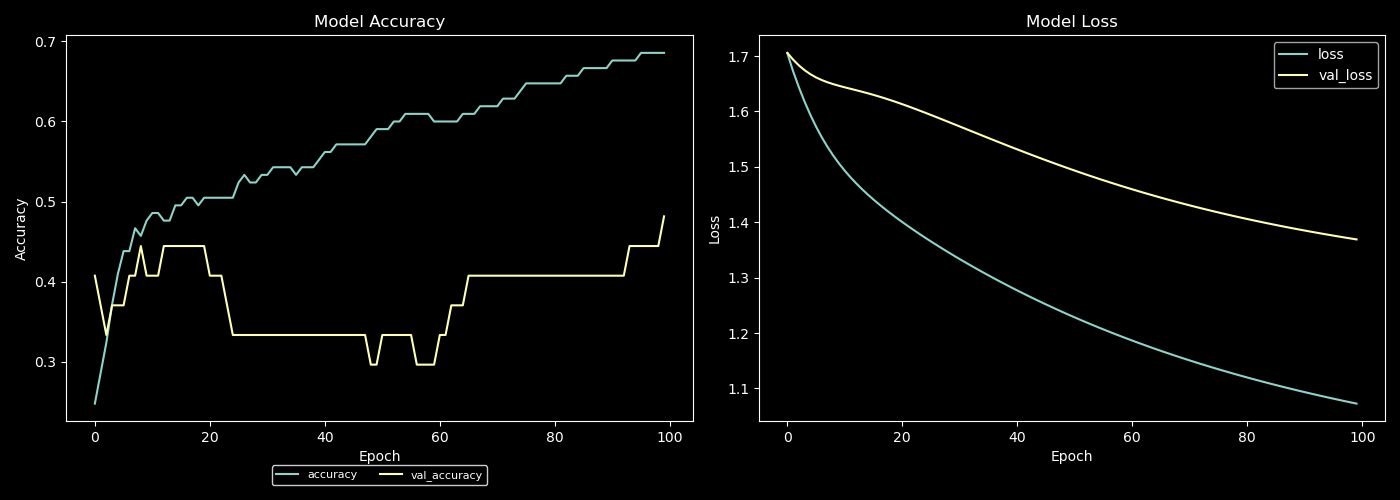 Model Accuracy
0.7
0.6
0.5
0.4
0.3
Accuracy
0 20 40 60 80 100
Epoch
accuracy val_accuracy
Model Loss
loss
val_loss
1.7
1.6
1.5
1.4
1.3
1.2
1.1
Loss
0 20 40 60 80 100
Epoch